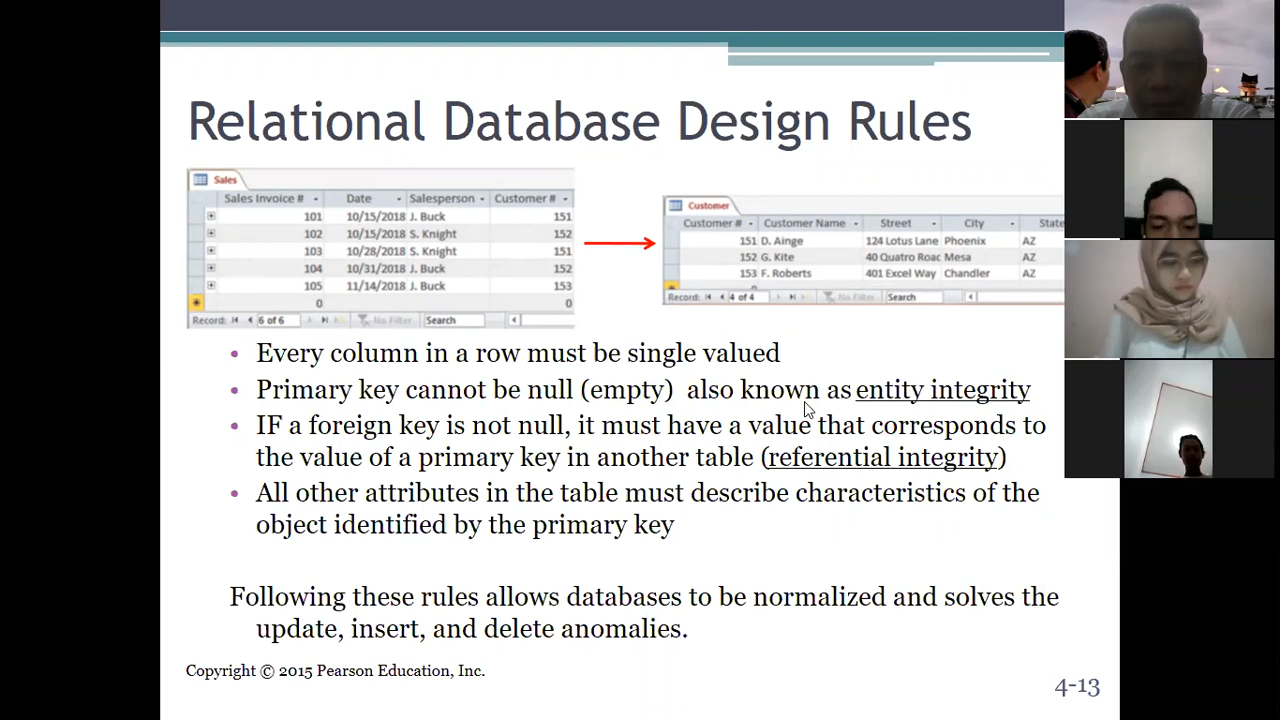 Relational Database Design Rules
Sales
Sales Invoice # Date Salesperson Customer #
101 10/15/2018 J. Buck 151
102 10/15/2018 S. Knight 152
103 10/28/2018 S. Knight 151
104 10/31/2018 J. Buck 152
105 11/14/2018 J. Buck 153
0 0
Record: 6 of 6 No Filter Search
Customer
Customer # Customer Name Street City State
151 D. Ainge 124 Lotus Lane Phoenix AZ
152 G. Kite 40 Quatro Roac Mesa AZ
153 F. Roberts 401 Excel Way Chandler AZ
Record: 4 of 4 No Filter Search
• Every column in a row must be single valued
• Primary key cannot be null (empty) also known as entity integrity
• IF a foreign key is not null, it must have a value that corresponds to
the value of a primary key in another table (referential integrity)
• All other attributes in the table must describe characteristics of the
object identified by the primary key
Following these rules allows databases to be normalized and solves the
update, insert, and delete anomalies.
Copyright © 2015 Pearson Education, Inc.
4-13